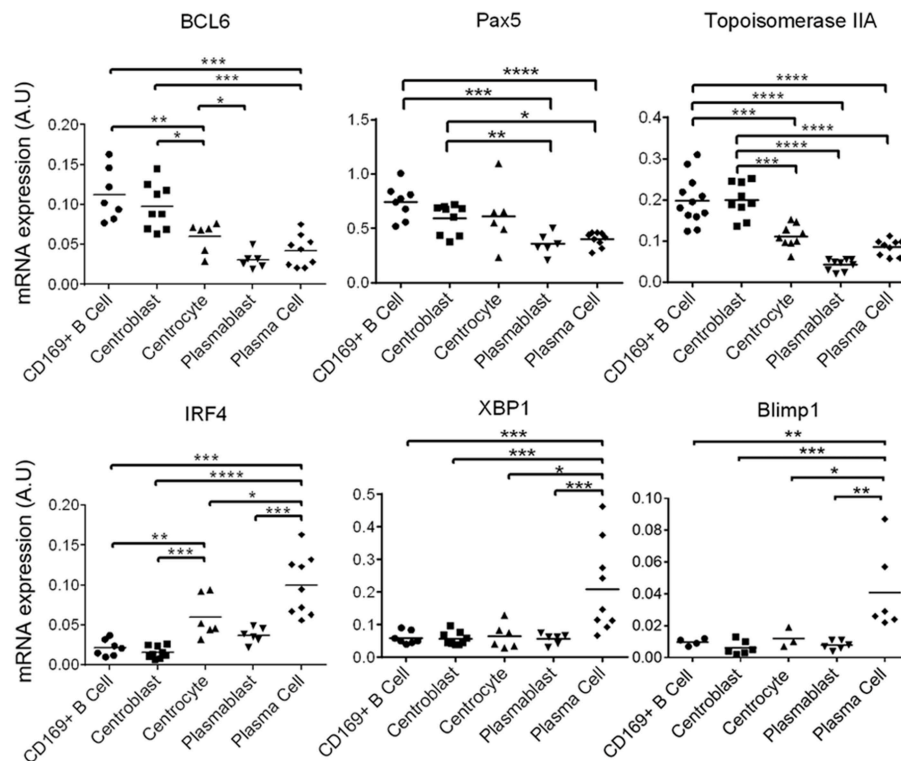 BCL6
Pax5
Topoisomerase IIA
mRNA expression (A.U)
***
***
*
**
*
0.20
0.15
0.10
0.05
0.00
CD169+ B Cell
Centroblast
Centrocyte
Plasmablast
Plasma Cell
****
***
*
**
1.5
1.0
0.5
0.0
CD169+ B Cell
Centroblast
Centrocyte
Plasmablast
Plasma Cell
****
****
***
****
****
***
0.4
0.3
0.2
0.1
0.0
CD169+ B Cell
Centroblast
Centrocyte
Plasmablast
Plasma Cell
IRF4
XBP1
Blimp1
mRNA expression (A.U)
***
****
*
***
**
***
0.20
0.15
0.10
0.05
0.00
CD169+ B Cell
Centroblast
Centrocyte
Plasmablast
Plasma Cell
***
***
*
***
0.5
0.4
0.3
0.2
0.1
0.0
CD169+ B Cell
Centroblast
Centrocyte
Plasmablast
Plasma Cell
**
***
*
**
0.10
0.08
0.06
0.04
0.02
0.00
CD169+ B Cell
Centroblast
Centrocyte
Plasmablast
Plasma Cell